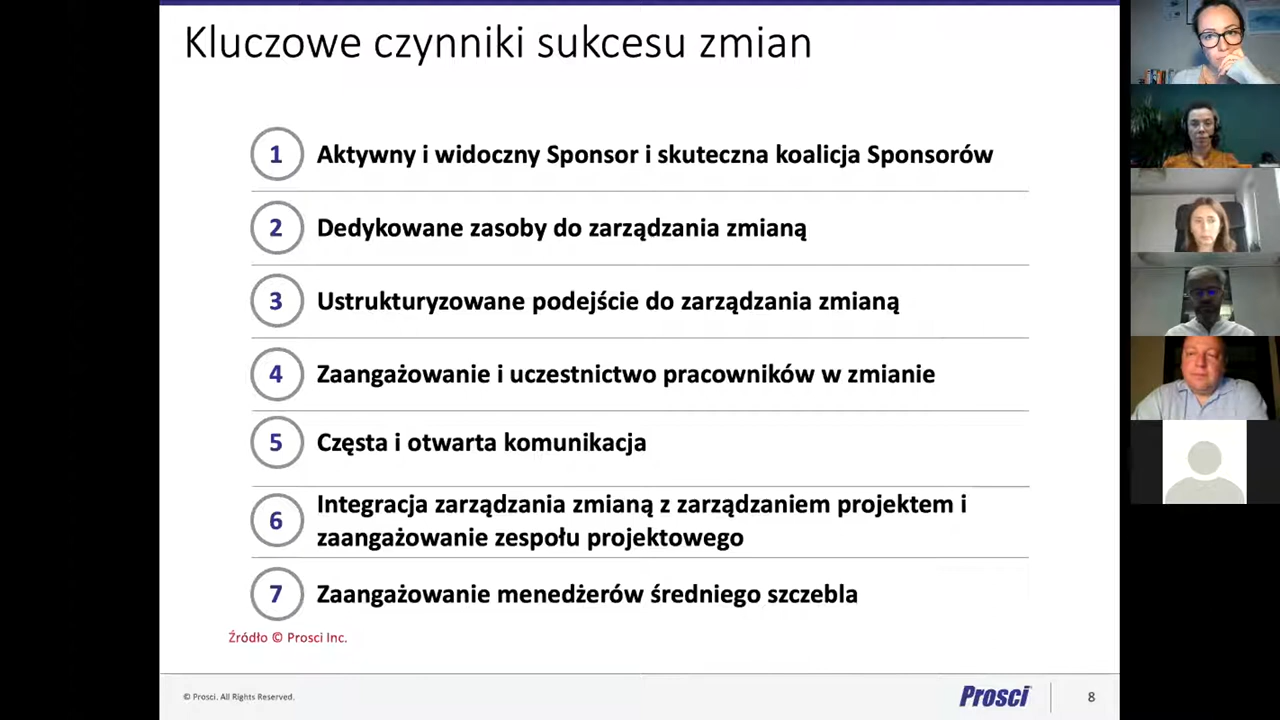 Kluczowe czynniki sukcesu zmian
1 Aktywny i widoczny Sponsor i skuteczna koalicja Sponsorów
2 Dedykowane zasoby do zarządzania zmianą
3 Ustrukturyzowane podejście do zarządzania zmianą
4 Zaangażowanie i uczestnictwo pracowników w zmianie
5 Częsta i otwarta komunikacja
6 Integracja zarządzania zmianą z zarządzaniem projektem i
zaangażowanie zespołu projektowego
7 Zaangażowanie menedżerów średniego szczebla
Źródło © Prosci Inc.
© Prosci. All Rights Reserved.
Prosci
8